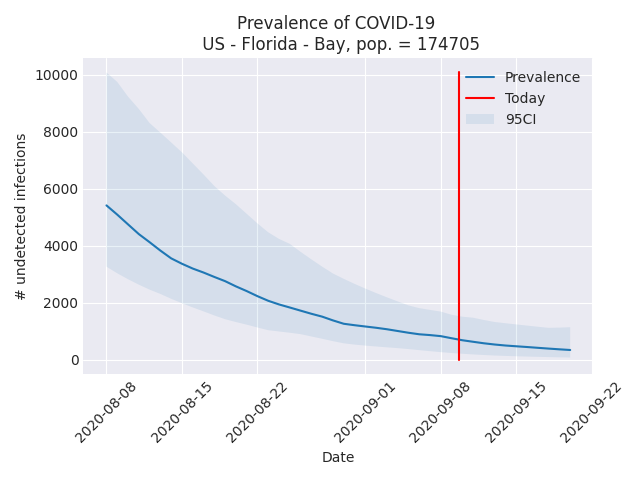 Prevalence of COVID-19
US - Florida - Bay, pop. = 174705
10000
8000
6000
4000
2000
0
# undetected infections
Prevalence
Today
95CI
2020-08-08
2020-08-15
2020-08-22
2020-09-01
2020-09-08
2020-09-15
2020-09-22
Date